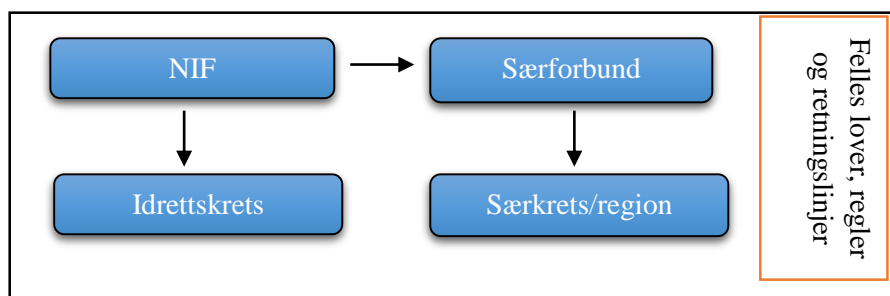 NIF
Særforbund
Idrettskrets
Særkrets/region
Felles lover, regler
og retningslinjer